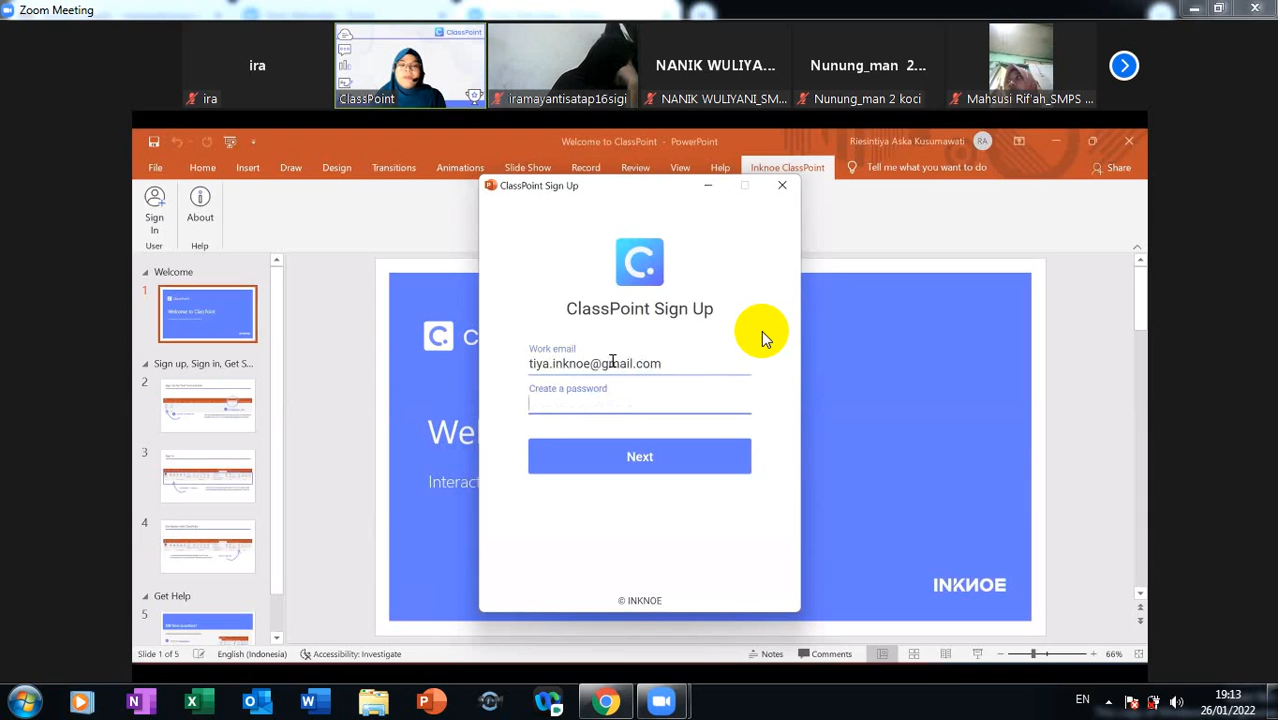 Zoom Meeting
ClassPoint
ira
ira
ClassPoint
iramayantisatap16sigi
NANIK WULIYA...
NANIK WULIYANI_SM...
Nunung_man 2...
Nunung_man 2 koci
Mahsusi Rif'ah_SMPS ...
Welcome to ClassPoint - PowerPoint
Riesintiya Aska Kusumawati
RA
File
Home
Insert
Draw
Design
Transitions
Animations
Slide Show
Record
Review
View
Help
Inknoe ClassPoint
Tell me what you want to do
Share
Sign In
About
User
Help
Welcome
1
Welcome to ClassPoint
Sign up, Sign in, Get S...
2
3
4
Get Help
5
Wel
Interac
INKNOE
ClassPoint Sign Up
C.
ClassPoint Sign Up
Work email
tiya.inknoe@gmail.com
Create a password
Next
© INKNOE
Slide 1 of 5
English (Indonesia)
Accessibility: Investigate
Notes
Comments
66%
EN
19:13
26/01/2022